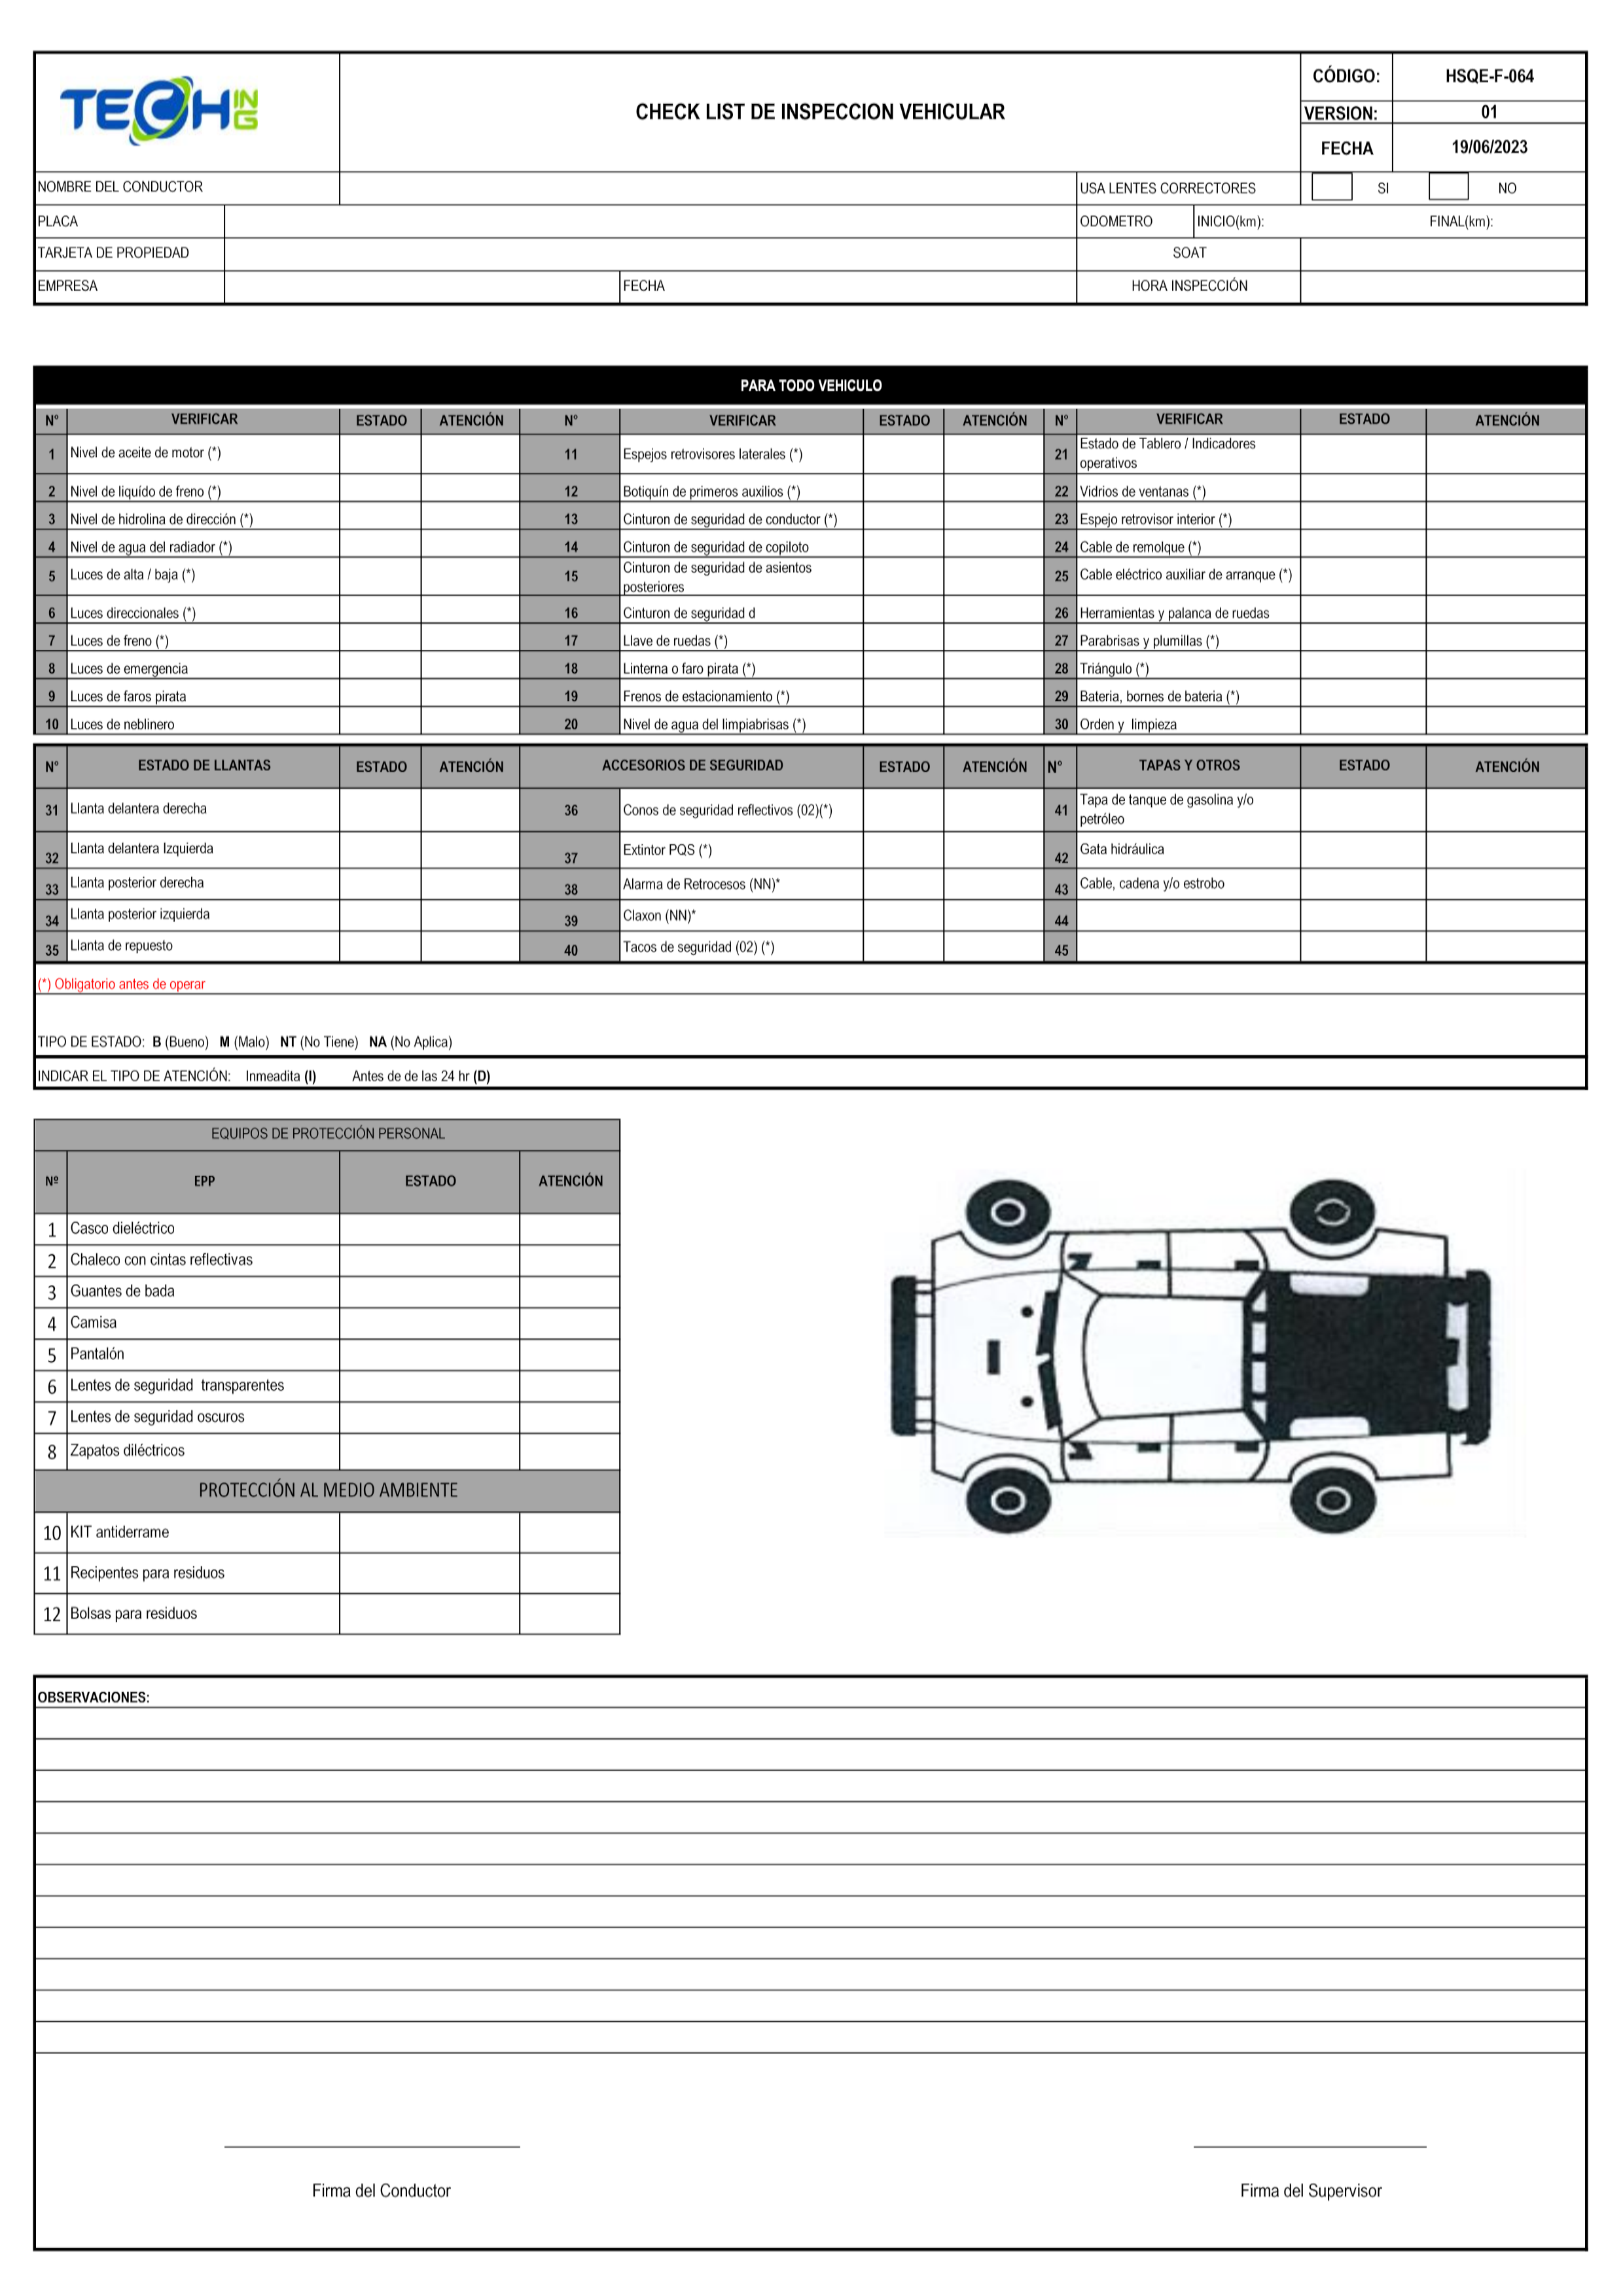 TECHING
CHECK LIST DE INSPECCION VEHICULAR
CÓDIGO: HSQE-F-064
VERSION: 01
FECHA 19/06/2023
NOMBRE DEL CONDUCTOR USA LENTES CORRECTORES SI NO
PLACA ODOMETRO INICIO(km): FINAL(km):
TARJETA DE PROPIEDAD SOAT
EMPRESA FECHA HORA INSPECCIÓN
PARA TODO VEHICULO
N° VERIFICAR ESTADO ATENCIÓN N° VERIFICAR ESTADO ATENCIÓN N° VERIFICAR ESTADO ATENCIÓN
1 Nivel de aceite de motor (*) 11 Espejos retrovisores laterales (*) 21 Estado de Tablero / Indicadores
operativos
2 Nivel de liquído de freno (*) 12 Botiquín de primeros auxilios (*) 22 Vidrios de ventanas (*)
3 Nivel de hidrolina de dirección (*) 13 Cinturon de seguridad de conductor (*) 23 Espejo retrovisor interior (*)
4 Nivel de agua del radiador (*) 14 Cinturon de seguridad de copiloto 24 Cable de remolque (*)
5 Luces de alta / baja (*) 15 Cinturon de seguridad de asientos
posteriores 25 Cable eléctrico auxiliar de arranque (*)
6 Luces direccionales (*) 16 Cinturon de seguridad d 26 Herramientas y palanca de ruedas
7 Luces de freno (*) 17 Llave de ruedas (*) 27 Parabrisas y plumillas (*)
8 Luces de emergencia 18 Linterna o faro pirata (*) 28 Triángulo (*)
9 Luces de faros pirata 19 Frenos de estacionamiento (*) 29 Bateria, bornes de bateria (*)
10 Luces de neblinero 20 Nivel de agua del limpiabrisas (*) 30 Orden y limpieza
N° ESTADO DE LLANTAS ESTADO ATENCIÓN ACCESORIOS DE SEGURIDAD ESTADO ATENCIÓN N° TAPAS Y OTROS ESTADO ATENCIÓN
31 Llanta delantera derecha 36 Conos de seguridad reflectivos (02)(*) 41 Tapa de tanque de gasolina y/o
petróleo
32 Llanta delantera Izquierda 37 Extintor PQS (*) 42 Gata hidráulica
33 Llanta posterior derecha 38 Alarma de Retrocesos (NN)* 43 Cable, cadena y/o estrobo
34 Llanta posterior izquierda 39 Claxon (NN)* 44
35 Llanta de repuesto 40 Tacos de seguridad (02) (*) 45
(*) Obligatorio antes de operar
TIPO DE ESTADO: B (Bueno) M (Malo) NT (No Tiene) NA (No Aplica)
INDICAR EL TIPO DE ATENCIÓN: Inmeadita (I) Antes de de las 24 hr (D)
EQUIPOS DE PROTECCIÓN PERSONAL
Nº EPP ESTADO ATENCIÓN
1 Casco dieléctrico
2 Chaleco con cintas reflectivas
3 Guantes de bada
4 Camisa
5 Pantalón
6 Lentes de seguridad transparentes
7 Lentes de seguridad oscuros
8 Zapatos diléctricos
PROTECCIÓN AL MEDIO AMBIENTE
10 KIT antiderrame
11 Recipentes para residuos
12 Bolsas para residuos
OBSERVACIONES:
Firma del Conductor Firma del Supervisor